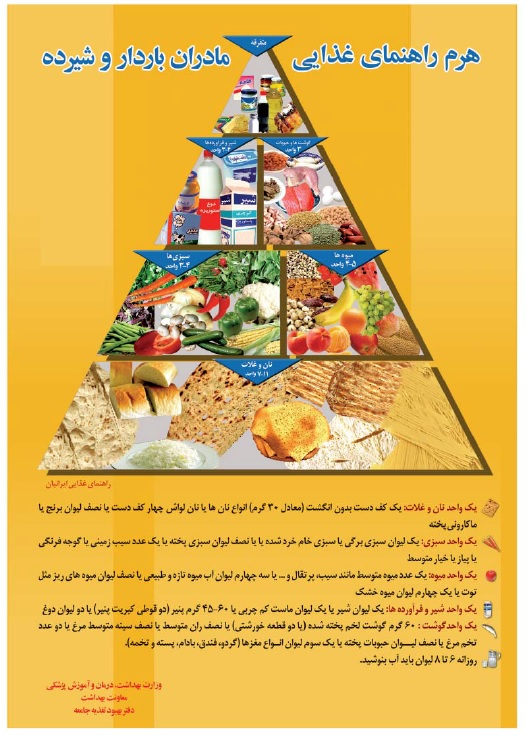 هرم راهنمای غذایی مادران باردار و شیرده
متفرقه
گوشت‌ها و حبوبات
۳ واحد
شیر و فرآورده‌ها
۳-۴ واحد
میوه ها
۴-۵ واحد
سبزی‌ها
۳-۴ واحد
نان و غلات
۷-۱۱ واحد
راهنمای غذایی ایرانیان
یک واحد نان و غلات: یک کف دست بدون انگشت (معادل ۳۰ گرم) انواع نان ها یا نان لواش چهار کف دست یا نصف لیوان برنج یا
ماکارونی پخته
یک واحد سبزی: یک لیوان سبزی برگی یا سبزی خام خرد شده یا یا نصف لیوان سبزی پخته یا یک عدد سیب زمینی یا گوجه فرنگی
یا پیاز یا خیار متوسط
یک واحد میوه: یک عدد میوه متوسط مانند سیب، پرتقال و ... یا سه چهارم لیوان آب میوه تازه و طبیعی یا نصف لیوان میوه های ریز مثل
توت یا یک چهارم لیوان میوه خشک
یک واحد شیر و فرآورده ها: یک لیوان شیر یا یک لیوان ماست کم چربی یا ۶۰-۴۵ گرم پنیر (دو قوطی کبریت پنیر) یا دو لیوان دوغ
یک واحد گوشت : ۶۰ گرم گوشت لخم پخته شده (یا دو قطعه خورشتی) یا نصف ران متوسط یا نصف سینه متوسط مرغ یا دو عدد
تخم مرغ یا نصف لیوان حبوبات پخته یا یک سوم لیوان انواع مغزها (گردو، فندق، بادام، پسته و تخمه).
روزانه ۶ تا ۸ لیوان باید آب بنوشید.
وزارت بهداشت، درمان و آموزش پزشکی
معاونت بهداشت
دفتر بهبود تغذیه جامعه